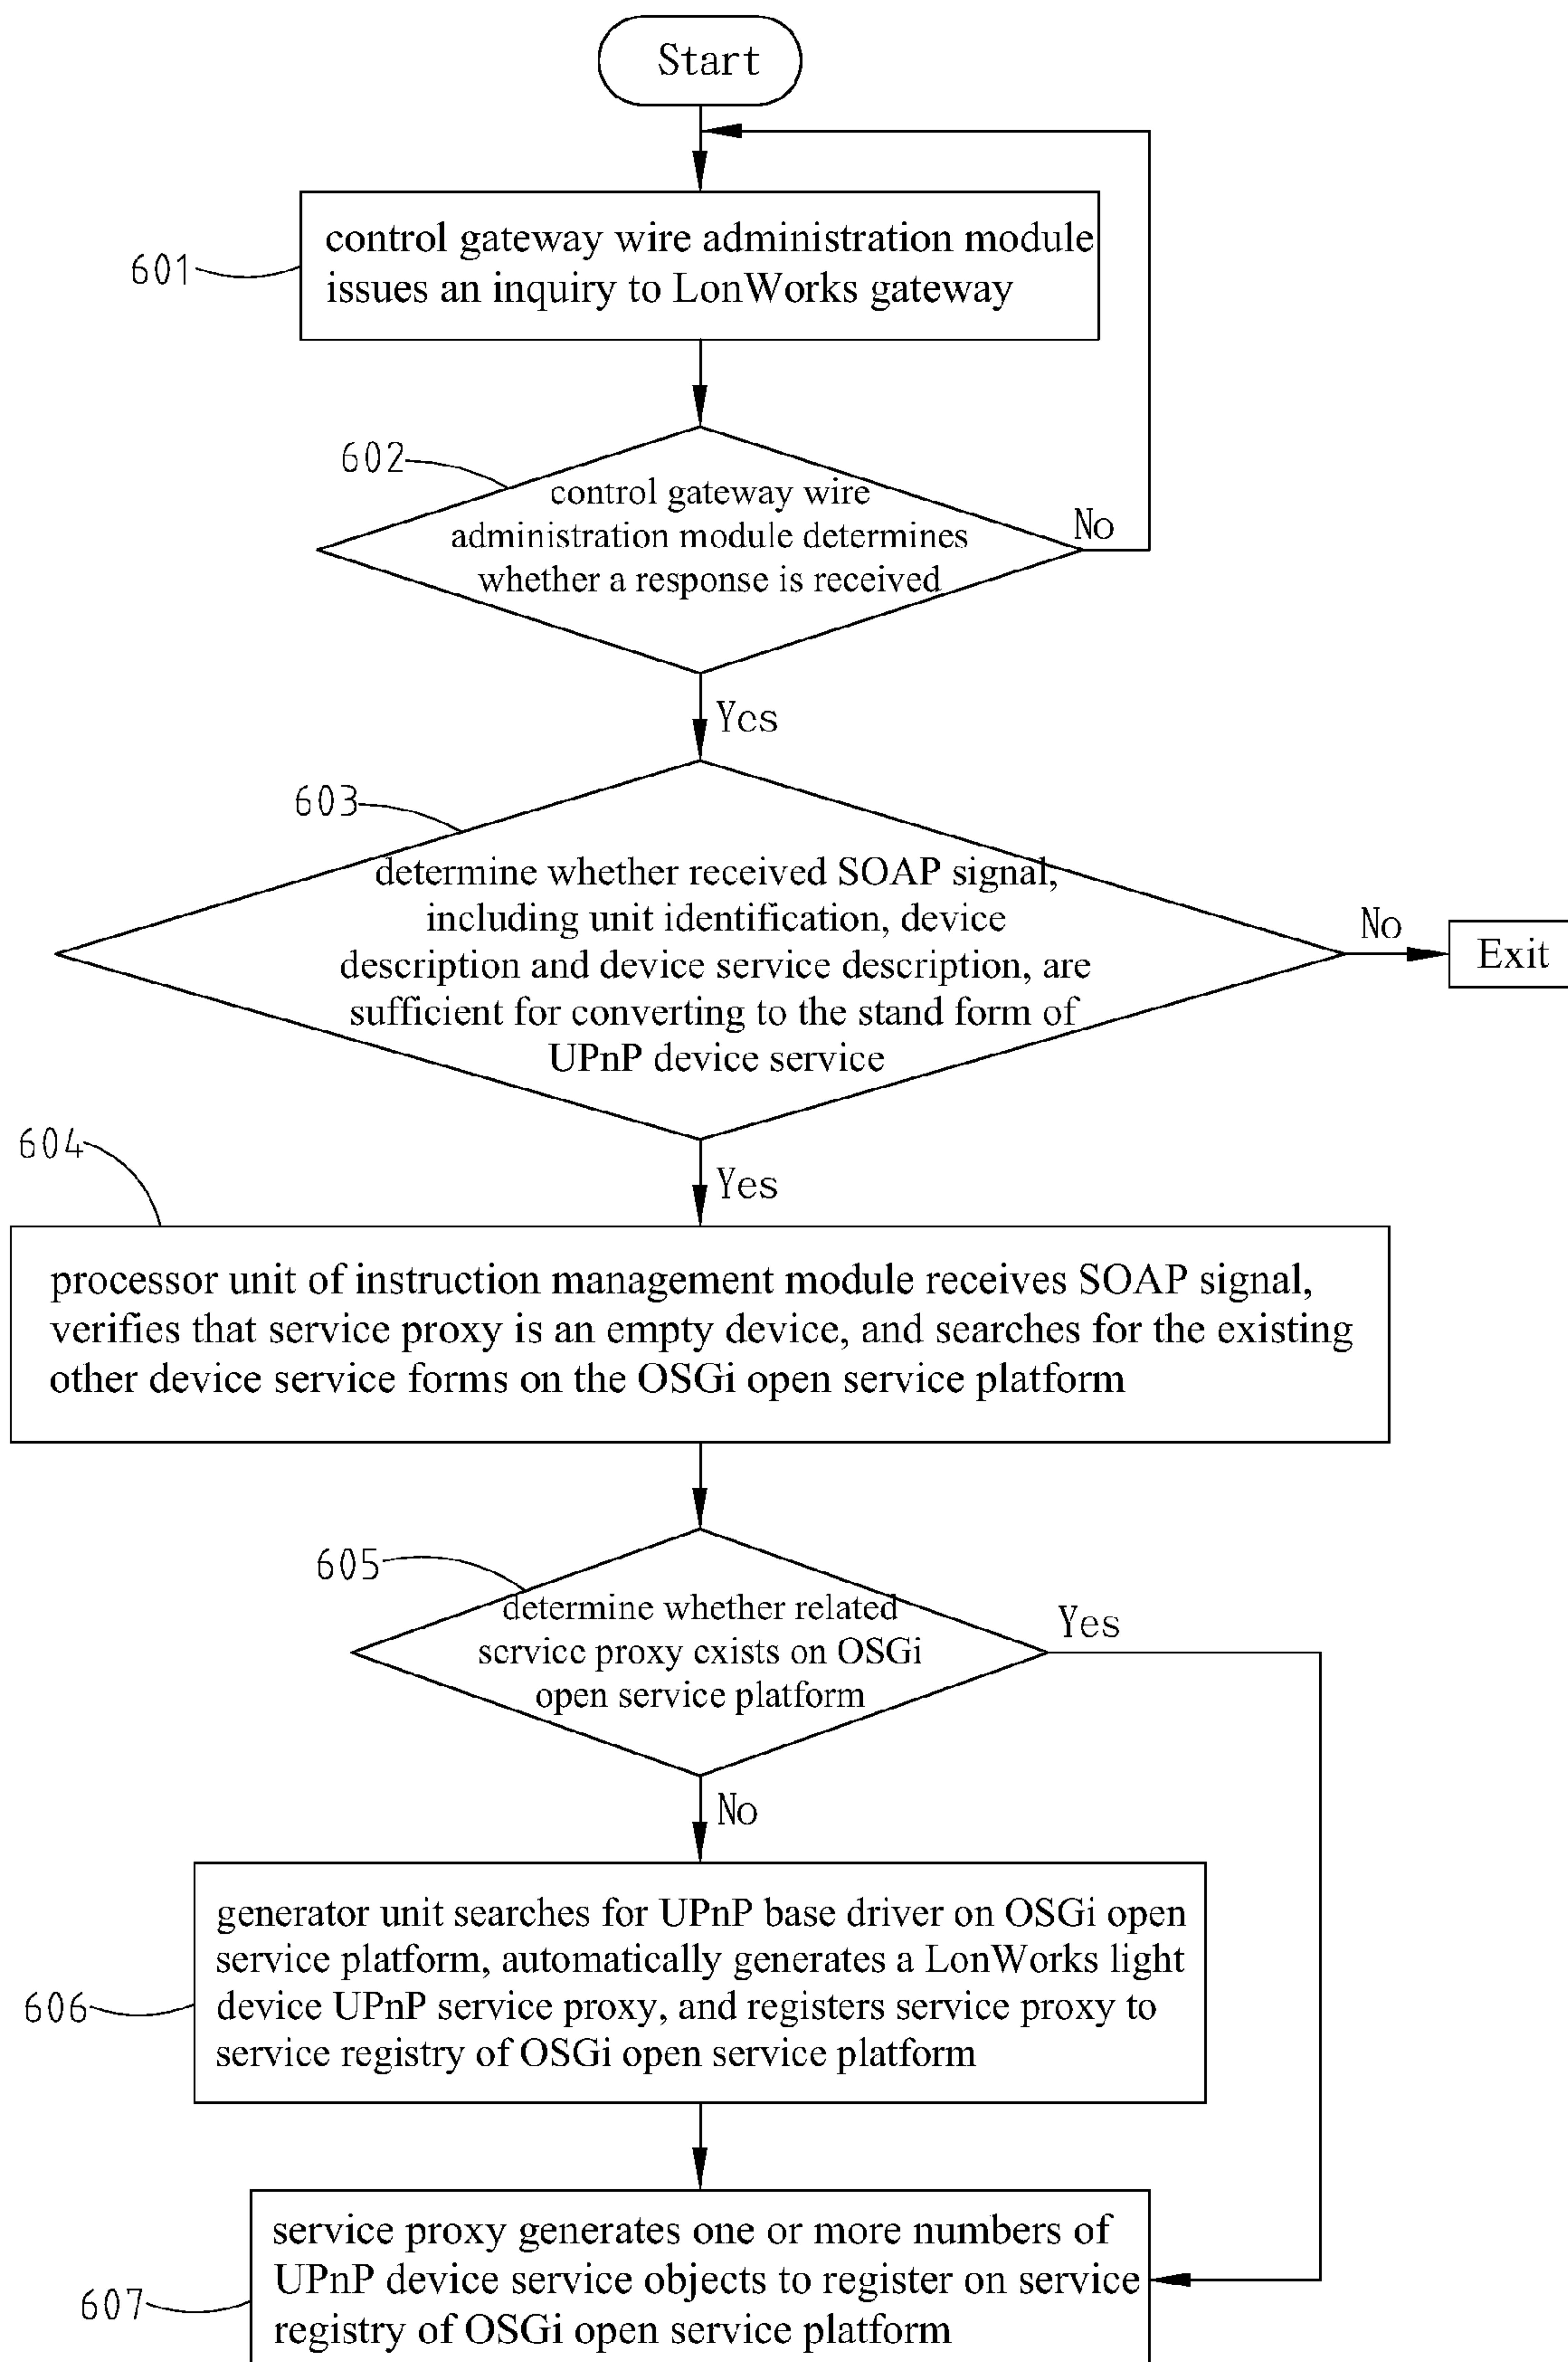 Start
601
control gateway wire administration module
issues an inquiry to LonWorks gateway
602
control gateway wire
administration module determines
whether a response is received
No
Yes
603
determine whether received SOAP signal,
including unit identification, device
description and device service description, are
sufficient for converting to the stand form of
UPnP device service
No
Exit
604
Yes
processor unit of instruction management module receives SOAP signal,
verifies that service proxy is an empty device, and searches for the existing
other device service forms on the OSGi open service platform
605
determine whether related
service proxy exists on OSGi
open service platform
Yes
No
606
generator unit searches for UPnP base driver on OSGi open
service platform, automatically generates a LonWorks light
device UPnP service proxy, and registers service proxy to
service registry of OSGi open service platform
607
service proxy generates one or more numbers of
UPnP device service objects to register on service
registry of OSGi open service platform